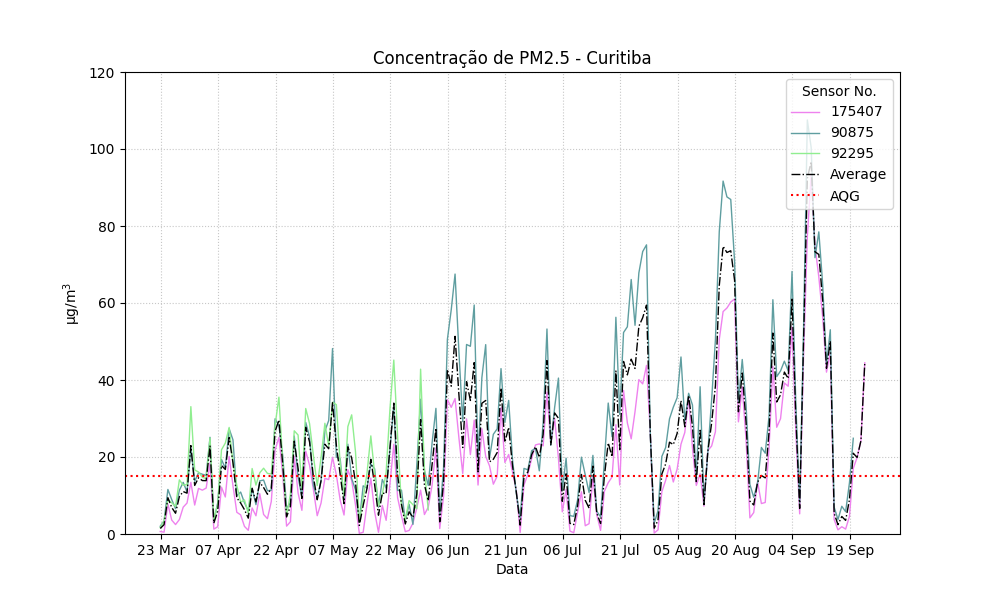 Concentração de PM2.5 - Curitiba
120
100
80
60
40
20
0
µg/m³
Sensor No.
175407
90875
92295
Average
AQG
23 Mar 07 Apr 22 Apr 07 May 22 May 06 Jun 21 Jun 06 Jul 21 Jul 05 Aug 20 Aug 04 Sep 19 Sep
Data